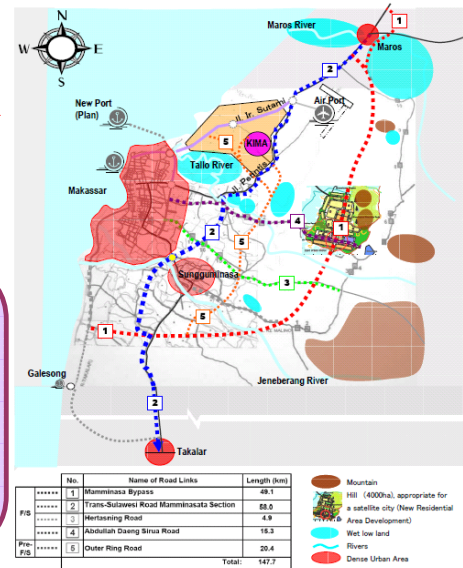 N
W E
S
Maros River
1
Maros
2
New Port
(Plan)
Jl. Ir. Sutami
Air Port
5
KIMA
Tallo River
Makassar
Jl. Perintis
4
2
1
5
Sungguminasa
3
1
5
Jeneberang River
Galesong
2
Takalar
No. Name of Road Links Length (km)
F/S
1 Mamminasa Bypass 49.1
2 Trans-Sulawesi Road Mamminasata Section 58.0
3 Hertasning Road 4.9
4 Abdullah Daeng Sirua Road 15.3
Pre-
F/S
5 Outer Ring Road 20.4
Total: 147.7
Mountain
Hill (4000ha), appropriate for
a satellite city (New Residential
Area Development)
Wet low land
Rivers
Dense Urban Area